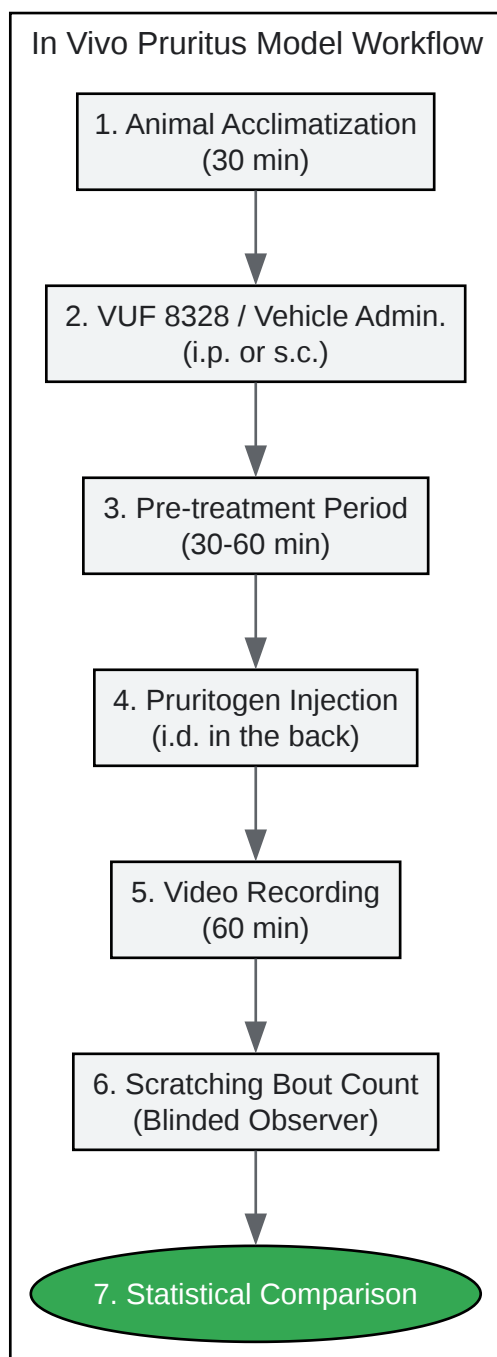 In Vivo Pruritus Model Workflow
1. Animal Acclimatization
(30 min)
2. VUF 8328 / Vehicle Admin.
(i.p. or s.c.)
3. Pre-treatment Period
(30-60 min)
4. Pruritogen Injection
(i.d. in the back)
5. Video Recording
(60 min)
6. Scratching Bout Count
(Blinded Observer)
7. Statistical Comparison